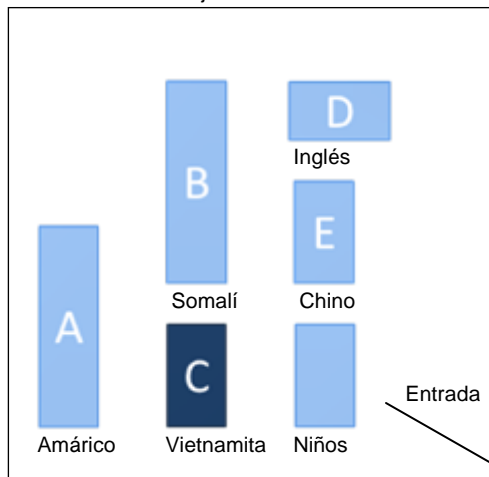 D
Inglés
B
E
Somalí
Chino
A
C
Entrada
Amárico
Vietnamita
Niños